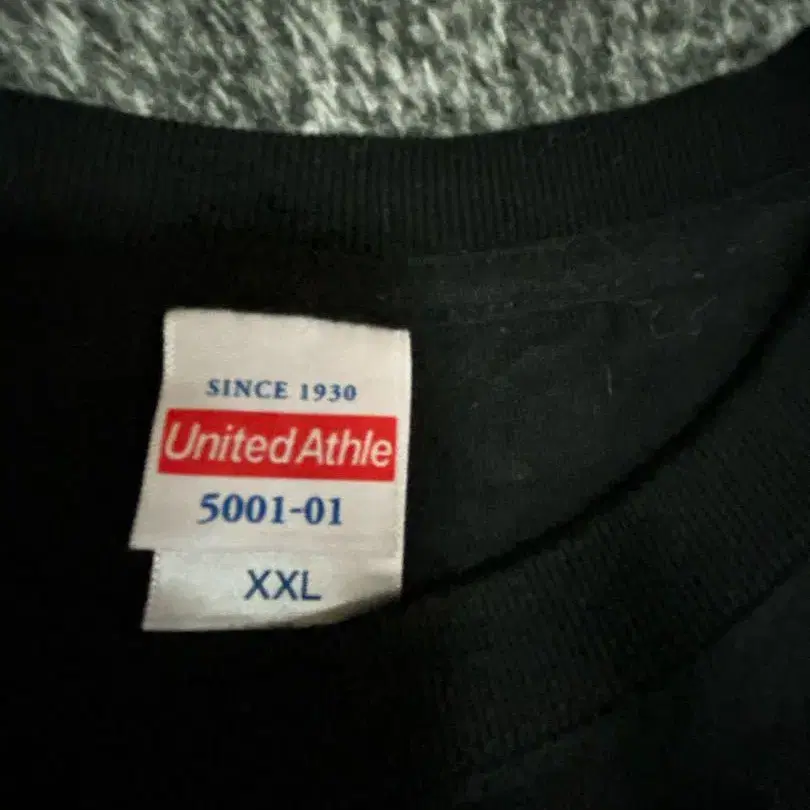 SINCE 1930
United Athle
5001-01
XXL